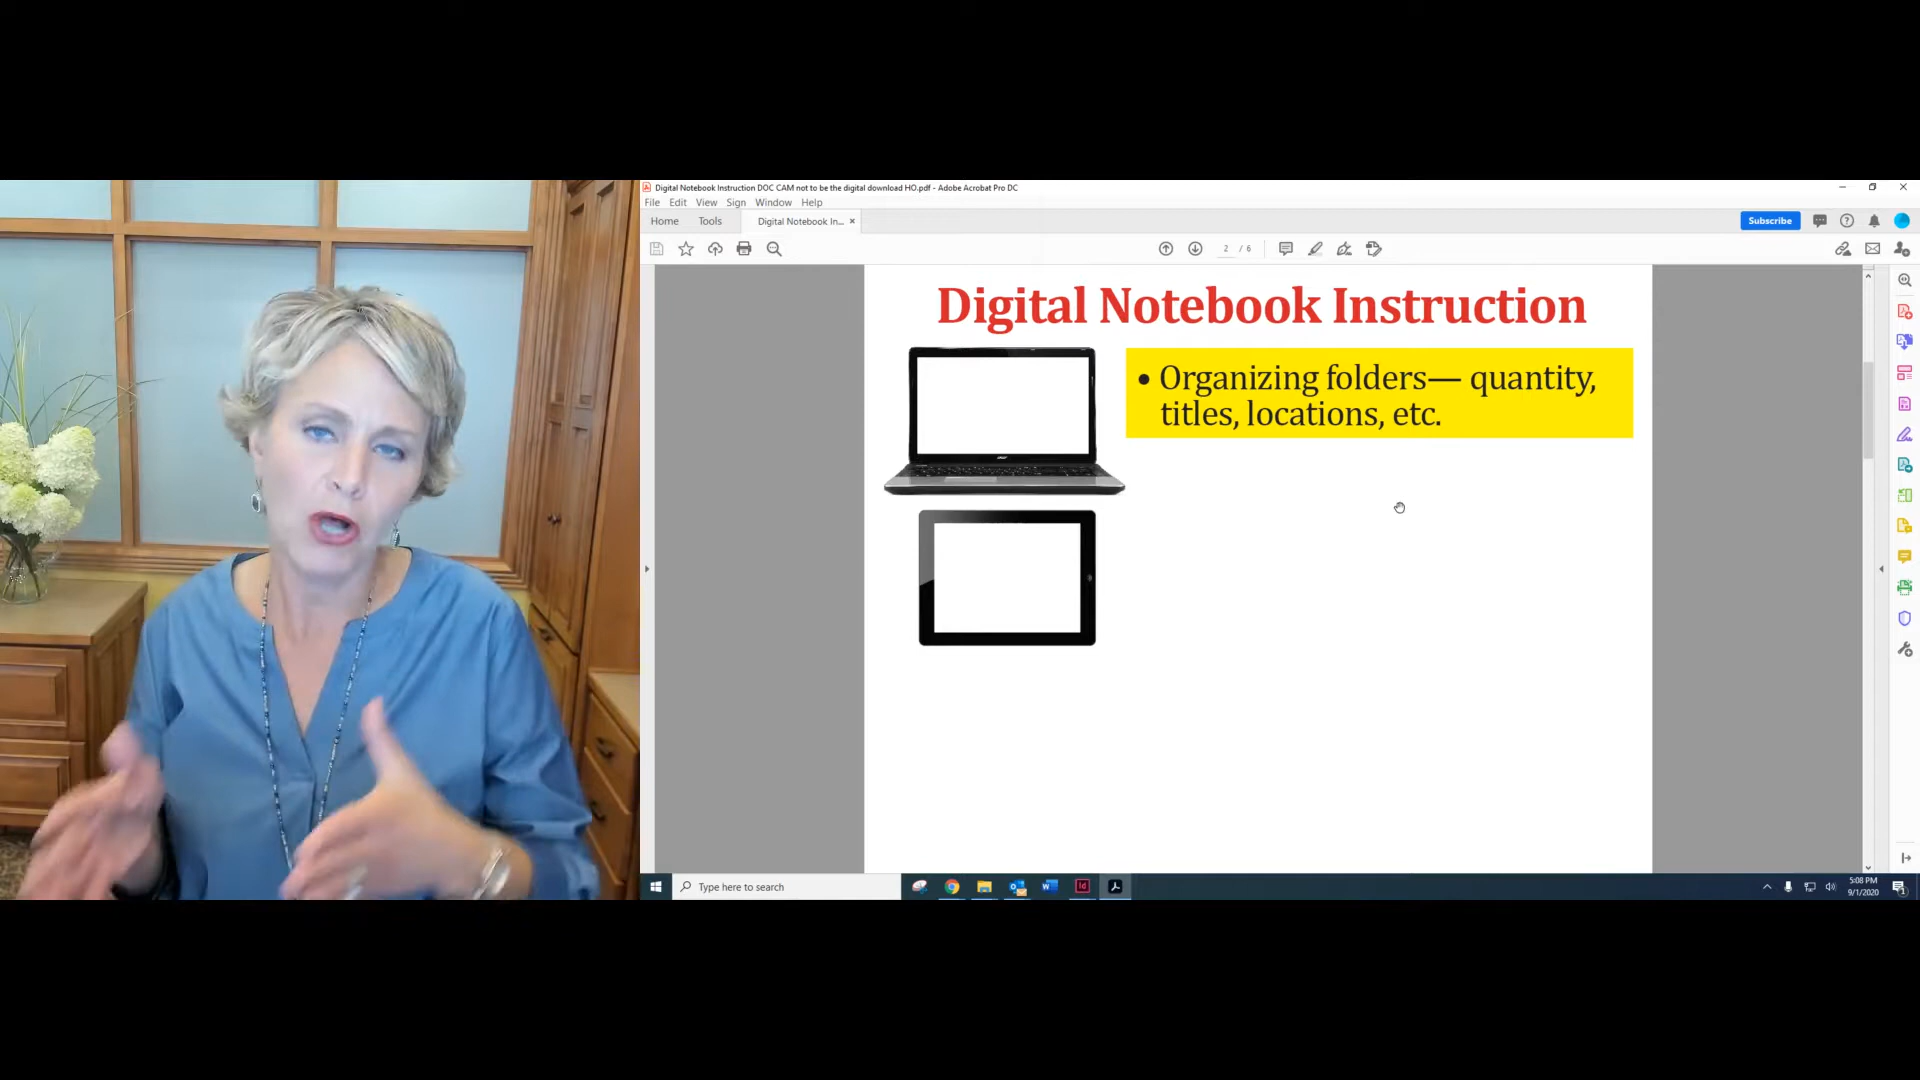 Digital Notebook Instruction DOC CAM not to be the digital download HO.pdf - Adobe Acrobat Pro DC
File Edit View Sign Window Help
Home Tools Digital Notebook In... Subscribe
2 / 6
Digital Notebook Instruction
• Organizing folders— quantity,
titles, locations, etc.
acer
Type here to search
5:08 PM
9/1/2020